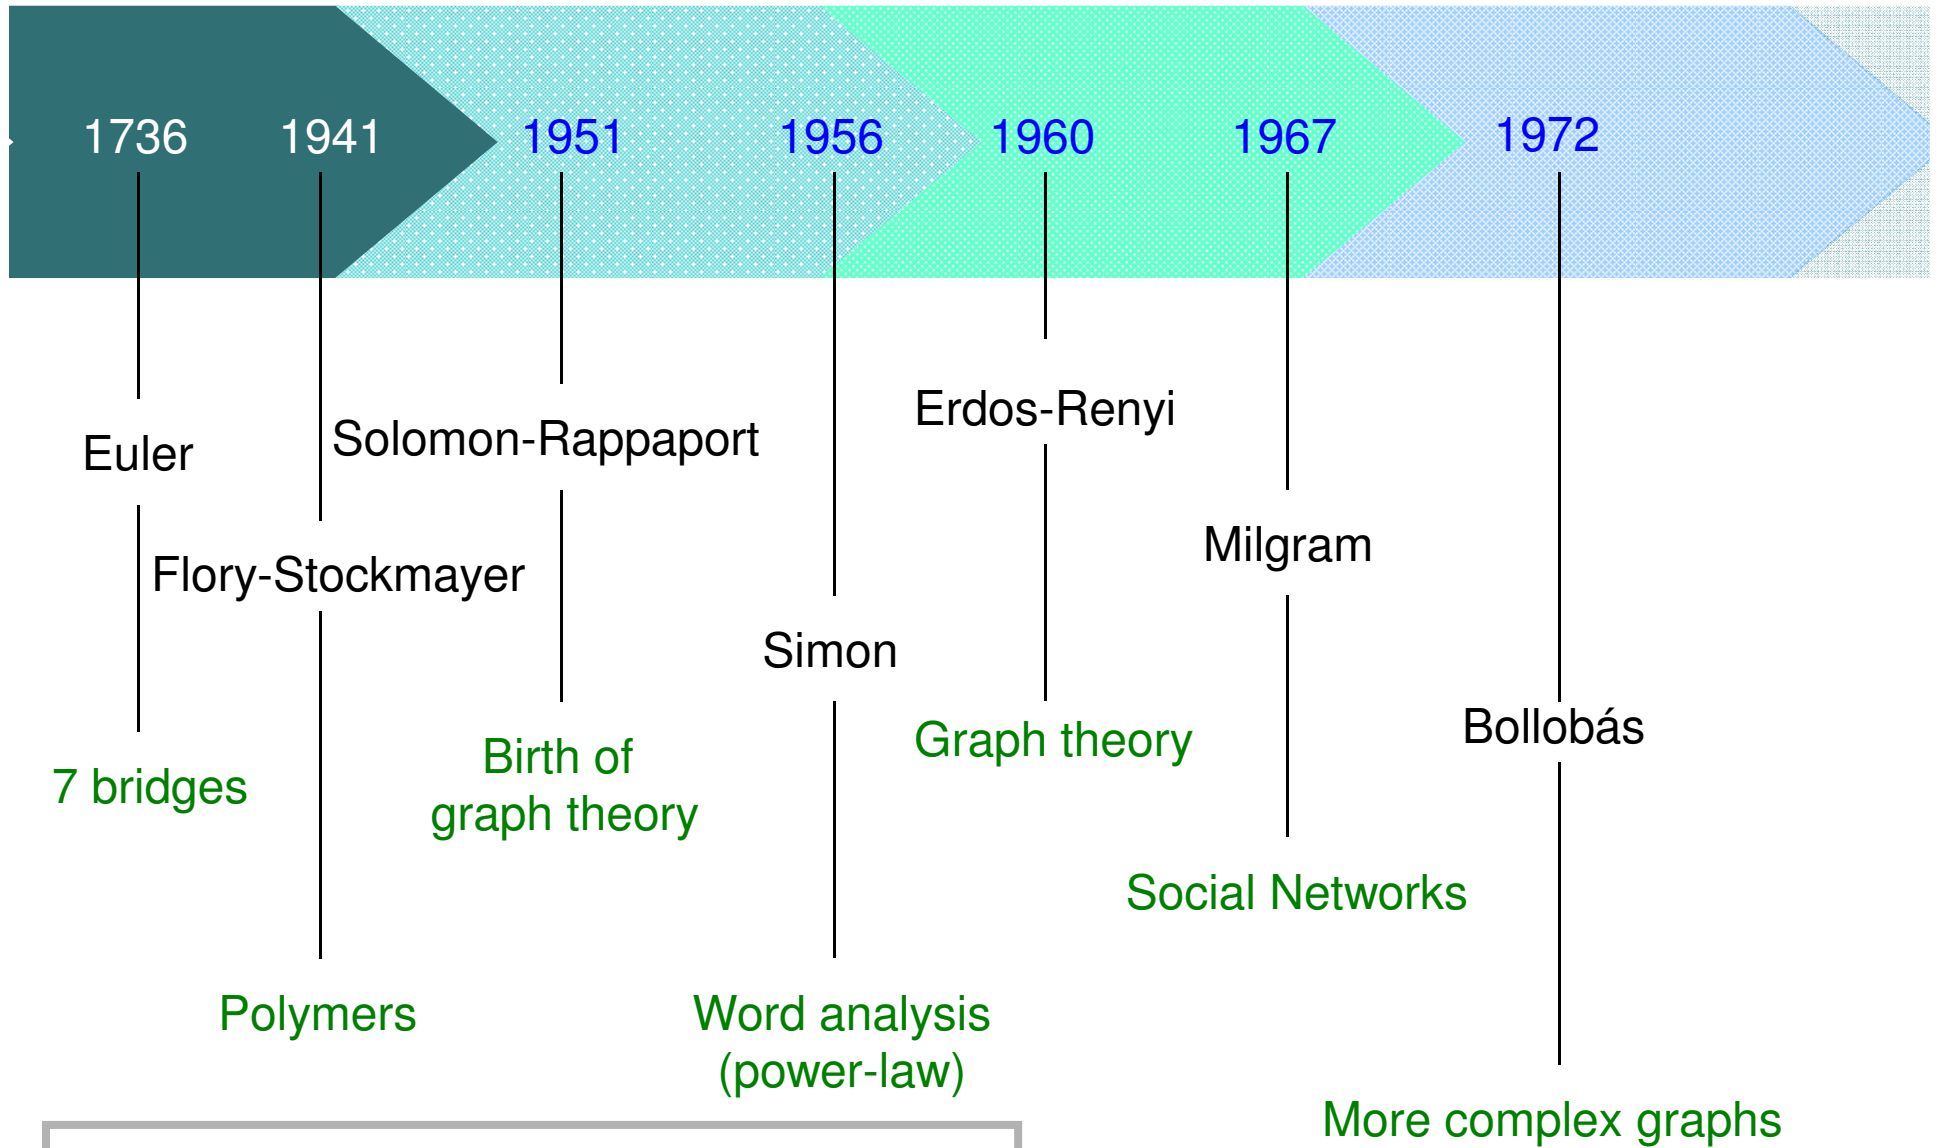 1736 1941 1951 1956 1960 1967 1972
Erdos-Renyi
Solomon-Rappaport
Euler
Milgram
Flory-Stockmayer
Simon
Bollobás
Graph theory
Birth of
graph theory
7 bridges
Social Networks
Polymers
Word analysis
(power-law)
More complex graphs